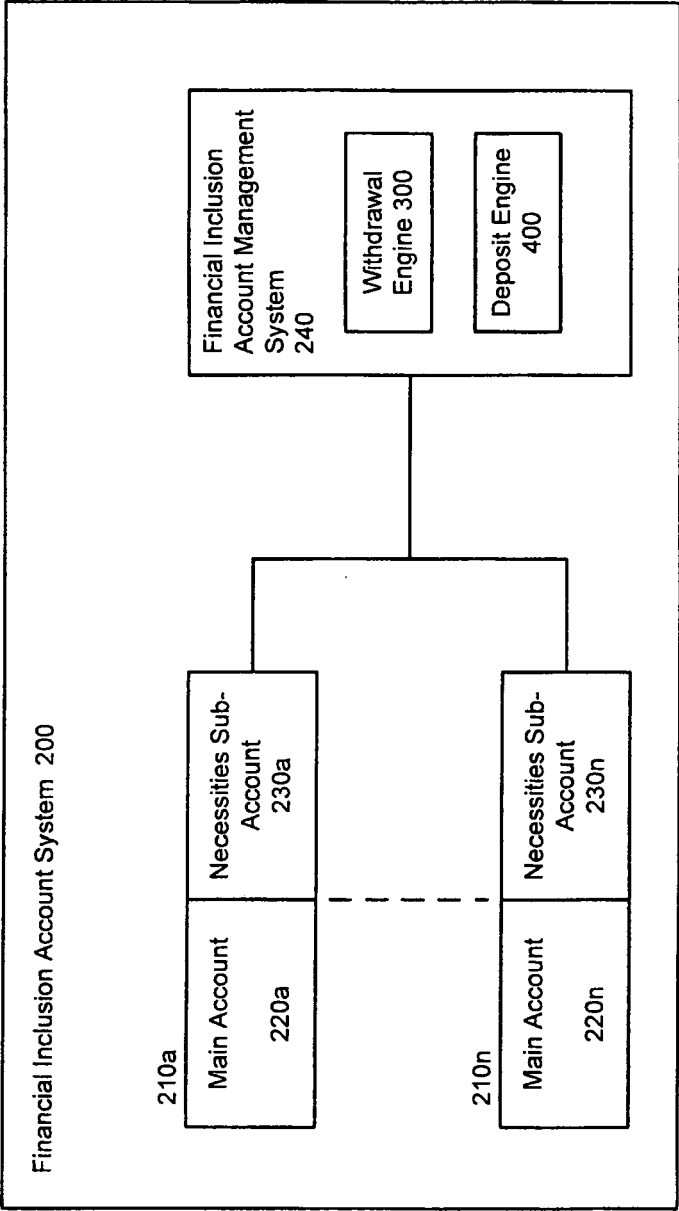 Financial Inclusion Account System 200
210a
Main Account
220a
Necessities Sub-
Account
230a
210n
Main Account
220n
Necessities Sub-
Account
230n
Financial Inclusion
Account Management
System
240
Withdrawal
Engine 300
Deposit Engine
400